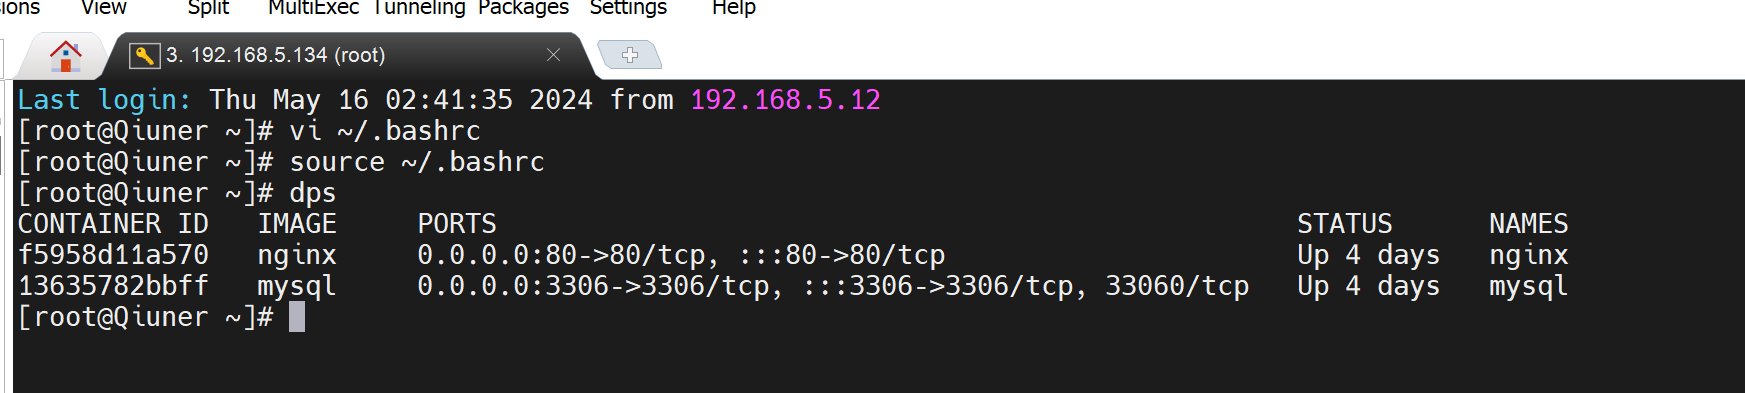 sions View Split MultiExec Tunneling Packages Settings Help
3. 192.168.5.134 (root)
Last login: Thu May 16 02:41:35 2024 from 192.168.5.12
[root@Qiuner ~]# vi ~/.bashrc
[root@Qiuner ~]# source ~/.bashrc
[root@Qiuner ~]# dps
CONTAINER ID IMAGE PORTS STATUS NAMES
f5958d11a570 nginx 0.0.0.0:80->80/tcp, :::80->80/tcp Up 4 days nginx
13635782bbff mysql 0.0.0.0:3306->3306/tcp, :::3306->3306/tcp, 33060/tcp Up 4 days mysql
[root@Qiuner ~]#